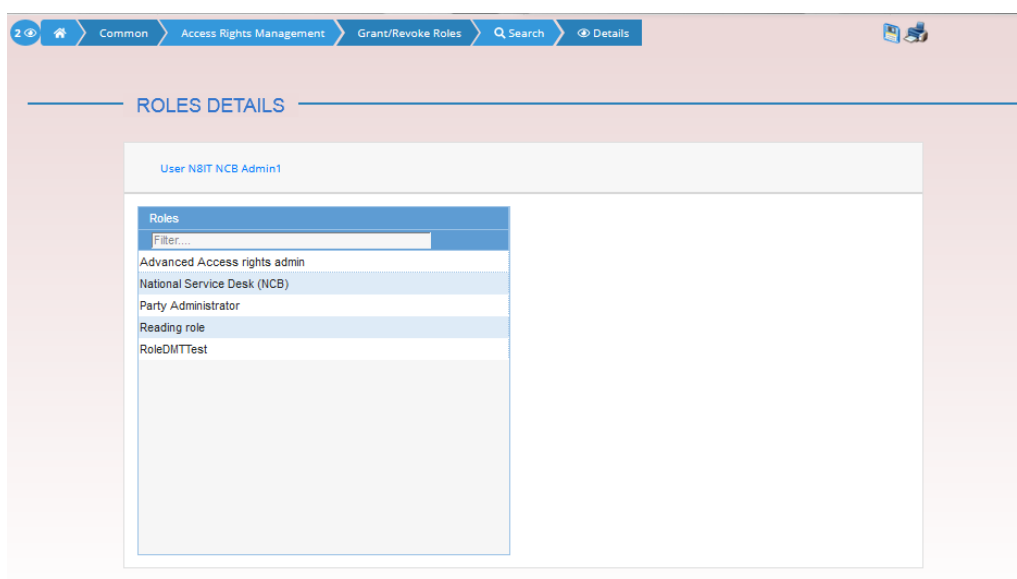 2 Common Access Rights Management Grant/Revoke Roles Search Details
ROLES DETAILS
User N8IT NCB Admin1
Roles
Filter....
Advanced Access rights admin
National Service Desk (NCB)
Party Administrator
Reading role
RoleDMTTest